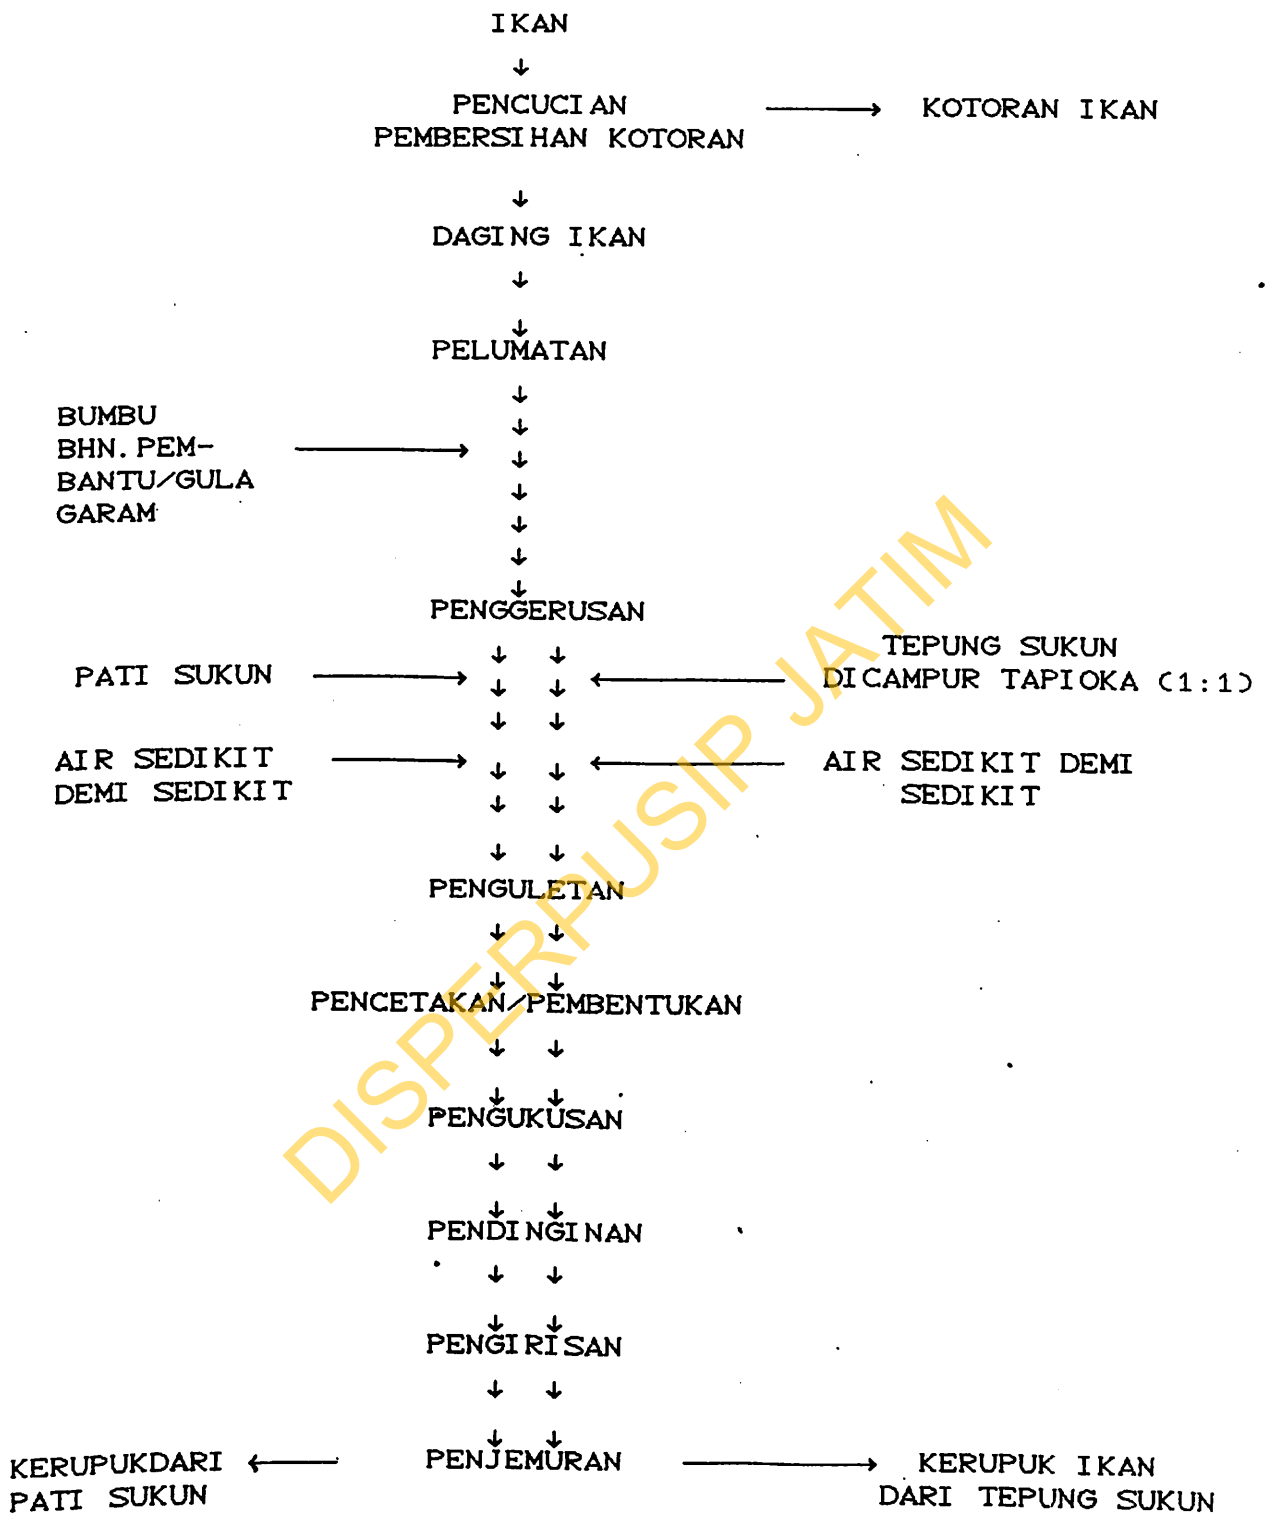 IKAN
PENCUCIAN
PEMBERSIHAN KOTORAN
KOTORAN IKAN
DAGING IKAN
PELUMATAN
BUMBU
BHN. PEM-
BANTU/GULA
GARAM
PENGGERUSAN
PATI SUKUN
TEPUNG SUKUN
DICAMPUR TAPIOKA (1:1)
AIR SEDIKIT
DEMI SEDIKIT
AIR SEDIKIT DEMI
SEDIKIT
PENGULETAN
PENCETAKAN/PEMBENTUKAN
PENGUKUSAN
PENDINGINAN
PENGIRISAN
PENJEMURAN
KERUPUKDARI
PATI SUKUN
KERUPUK IKAN
DARI TEPUNG SUKUN
DISPERPUSIP JATIM